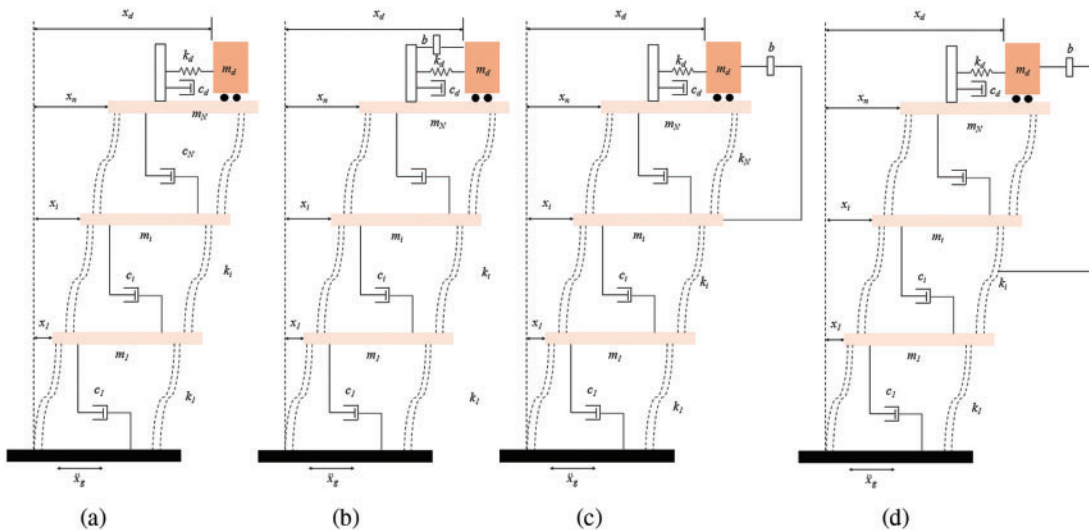 x_d
k_d
m_d
c_d
x_n
m_N
c_N
x_i
m_i
c_i
k_i
x_1
m_1
c_1
k_1
ẍ_g
(a)
x_d
b
k_d
m_d
c_d
x_n
m_N
x_i
m_i
c_i
k_i
x_1
m_1
c_1
k_1
ẍ_g
(b)
x_d
b
k_d
m_d
c_d
x_n
m_N
k_N
x_i
m_i
c_i
k_i
x_1
m_1
c_1
k_1
ẍ_g
(c)
x_d
b
k_d
m_d
c_d
x_n
m_N
x_i
m_i
c_i
k_i
x_1
m_1
c_1
k_1
ẍ_g
(d)